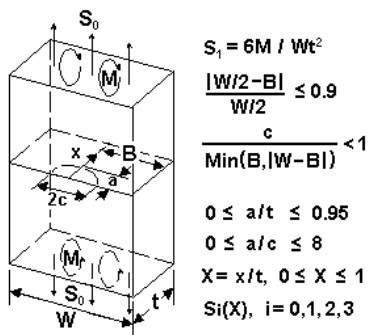 S₀
M
x
B
a
2c
M
S₀
W
t
S₁ = 6M / Wt²
|W/2-B|
W/2
≤ 0.9
c
Min(B,|W-B|)
<1
0 ≤ a/t ≤ 0.95
0 ≤ a/c ≤ 8
X = x/t, 0 ≤ X ≤ 1
Si(X), i = 0,1,2,3